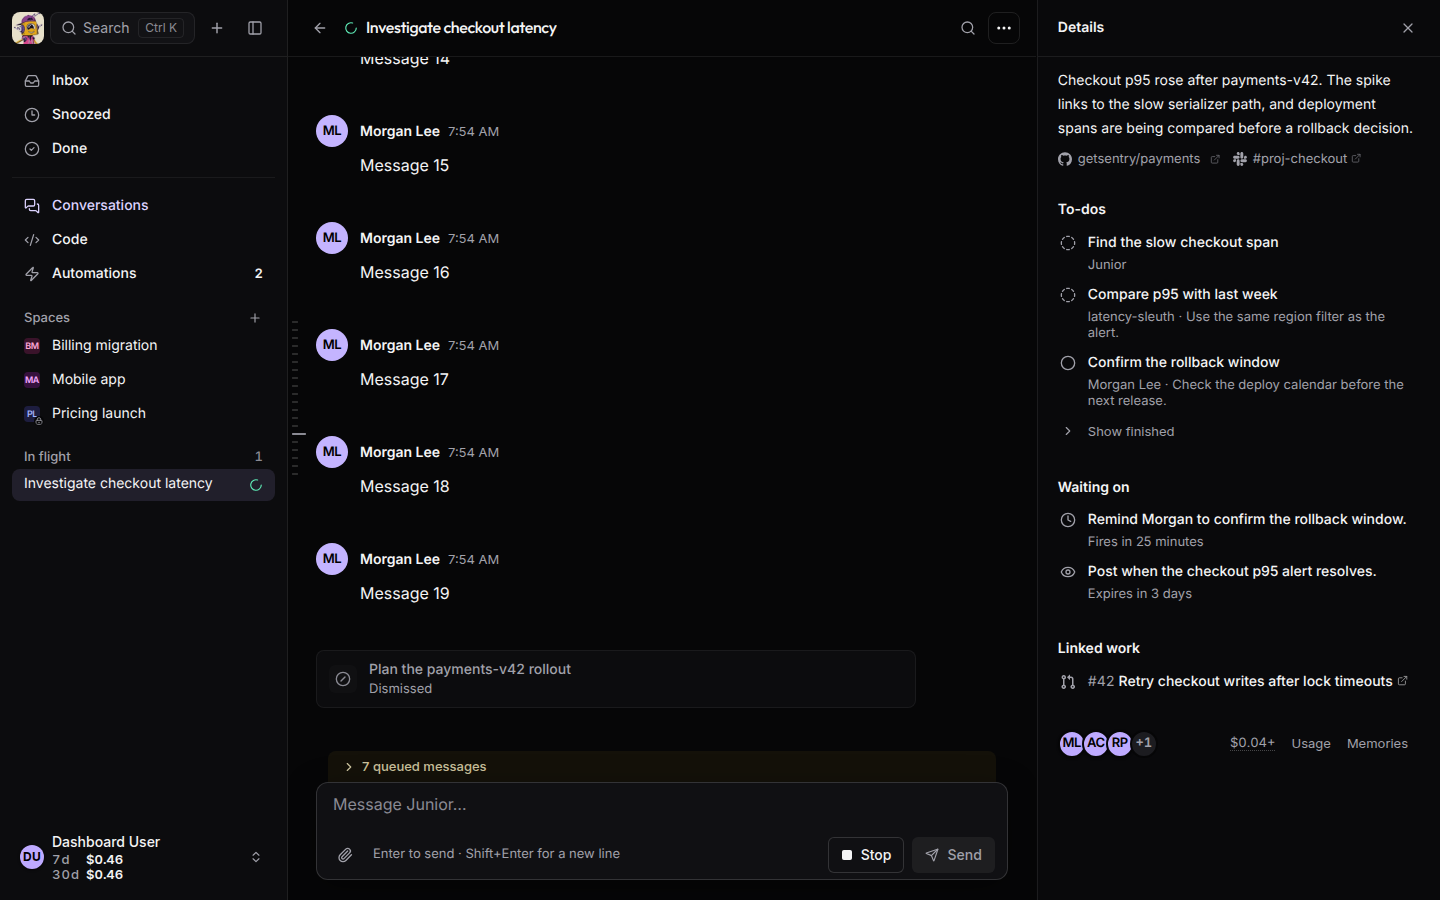 Search Ctrl K
Inbox
Snoozed
Done
Conversations
Code
Automations 2
Spaces
BM Billing migration
MA Mobile app
PL Pricing launch
In flight 1
Investigate checkout latency
DU Dashboard User
7d $0.46
30d $0.46
Investigate checkout latency
Message 14
ML Morgan Lee 7:54 AM
Message 15
ML Morgan Lee 7:54 AM
Message 16
ML Morgan Lee 7:54 AM
Message 17
ML Morgan Lee 7:54 AM
Message 18
ML Morgan Lee 7:54 AM
Message 19
Plan the payments-v42 rollout
Dismissed
7 queued messages
Message Junior...
Enter to send · Shift+Enter for a new line Stop Send
Details
Checkout p95 rose after payments-v42. The spike
links to the slow serializer path, and deployment
spans are being compared before a rollback decision.
getsentry/payments #proj-checkout
To-dos
Find the slow checkout span
Junior
Compare p95 with last week
latency-sleuth · Use the same region filter as the
alert.
Confirm the rollback window
Morgan Lee · Check the deploy calendar before the
next release.
Show finished
Waiting on
Remind Morgan to confirm the rollback window.
Fires in 25 minutes
Post when the checkout p95 alert resolves.
Expires in 3 days
Linked work
#42 Retry checkout writes after lock timeouts
ML AC RP +1 $0.04+ Usage Memories